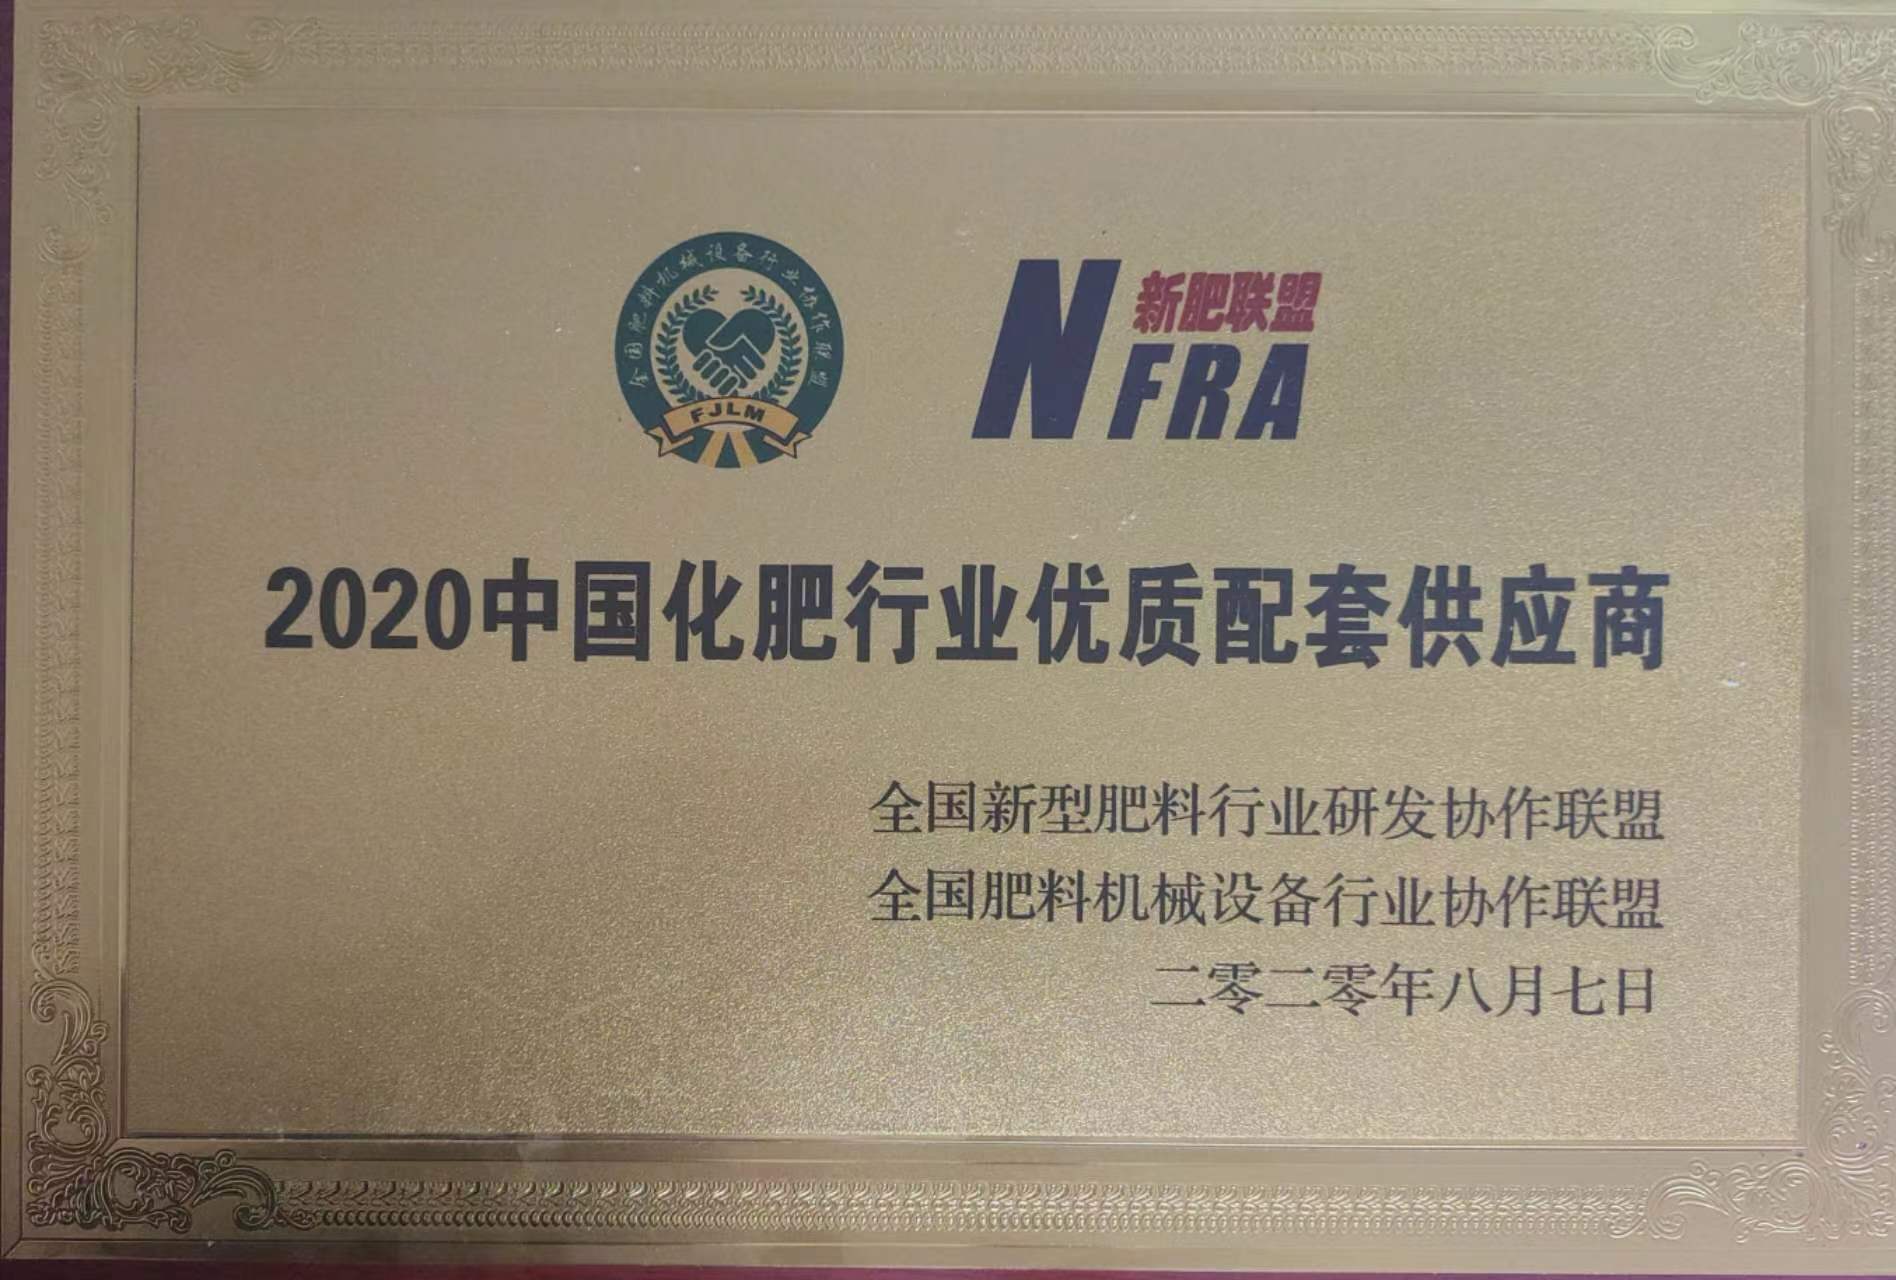 全国肥料机械设备行业协作联盟
FJLM
新肥联盟
NFRA
2020中国化肥行业优质配套供应商
全国新型肥料行业研发协作联盟
全国肥料机械设备行业协作联盟
二零二零年八月七日